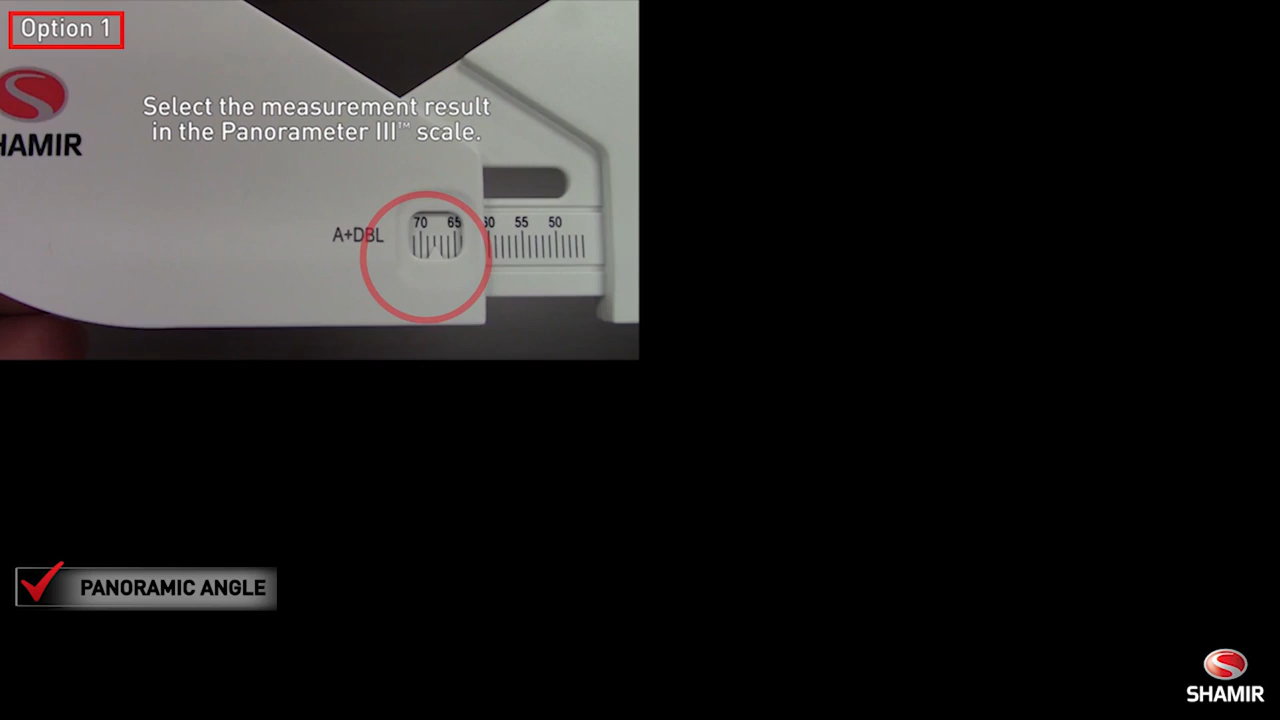 Option 1
HAMIR
Select the measurement result
in the Panorameter III™ scale.
A+DBL
70 65 60 55 50
PANORAMIC ANGLE
SHAMIR